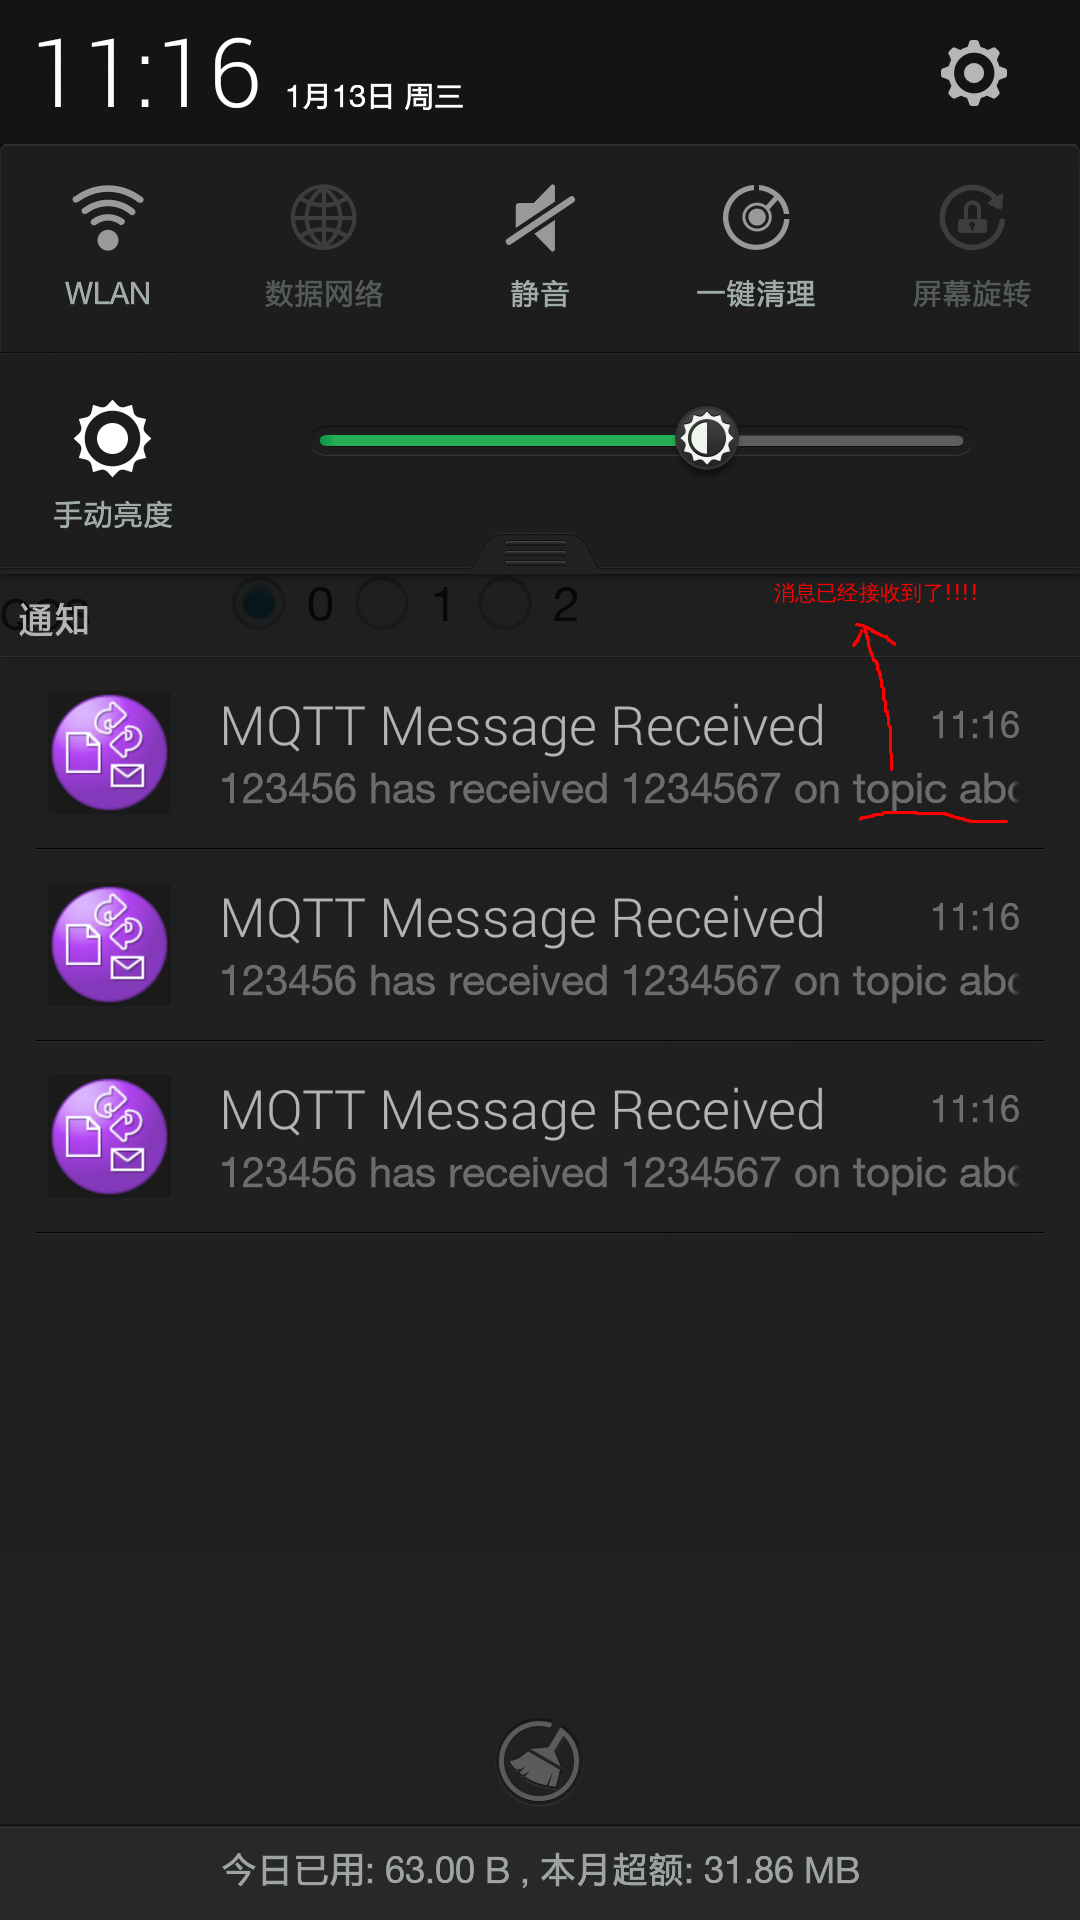 11:16 1月13日 周三
WLAN 数据网络 静音 一键清理 屏幕旋转
手动亮度
0 1 2
消息已经接收到了!!!!
通知
MQTT Message Received 11:16
123456 has received 1234567 on topic abc
MQTT Message Received 11:16
123456 has received 1234567 on topic abc
MQTT Message Received 11:16
123456 has received 1234567 on topic abc
今日已用: 63.00 B , 本月超额: 31.86 MB